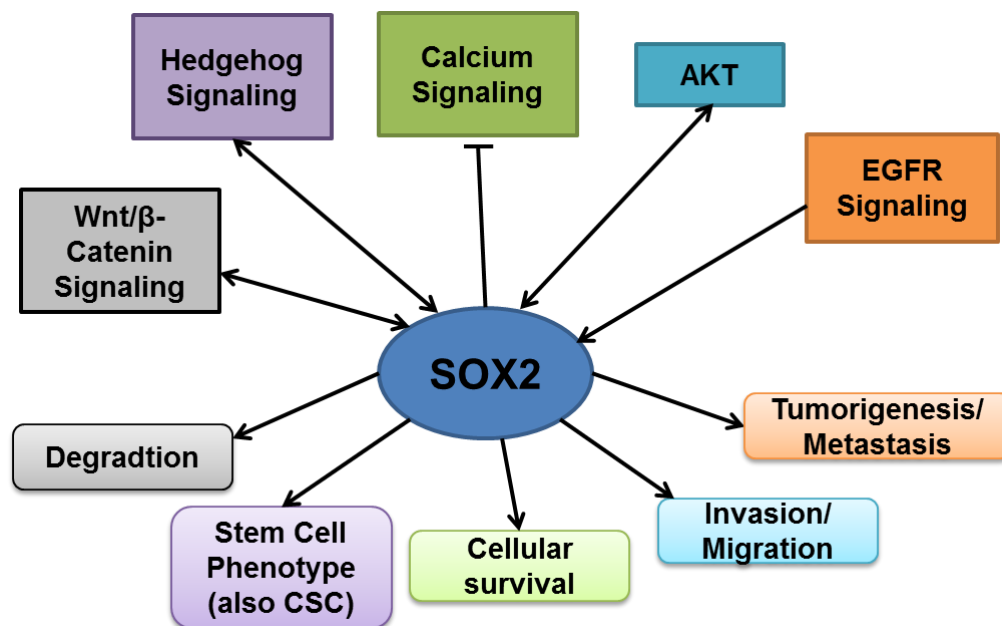 Hedgehog
Signaling
Calcium
Signaling
AKT
EGFR
Signaling
Wnt/β-
Catenin
Signaling
SOX2
Degradtion
Stem Cell
Phenotype
(also CSC)
Cellular
survival
Invasion/
Migration
Tumorigenesis/
Metastasis